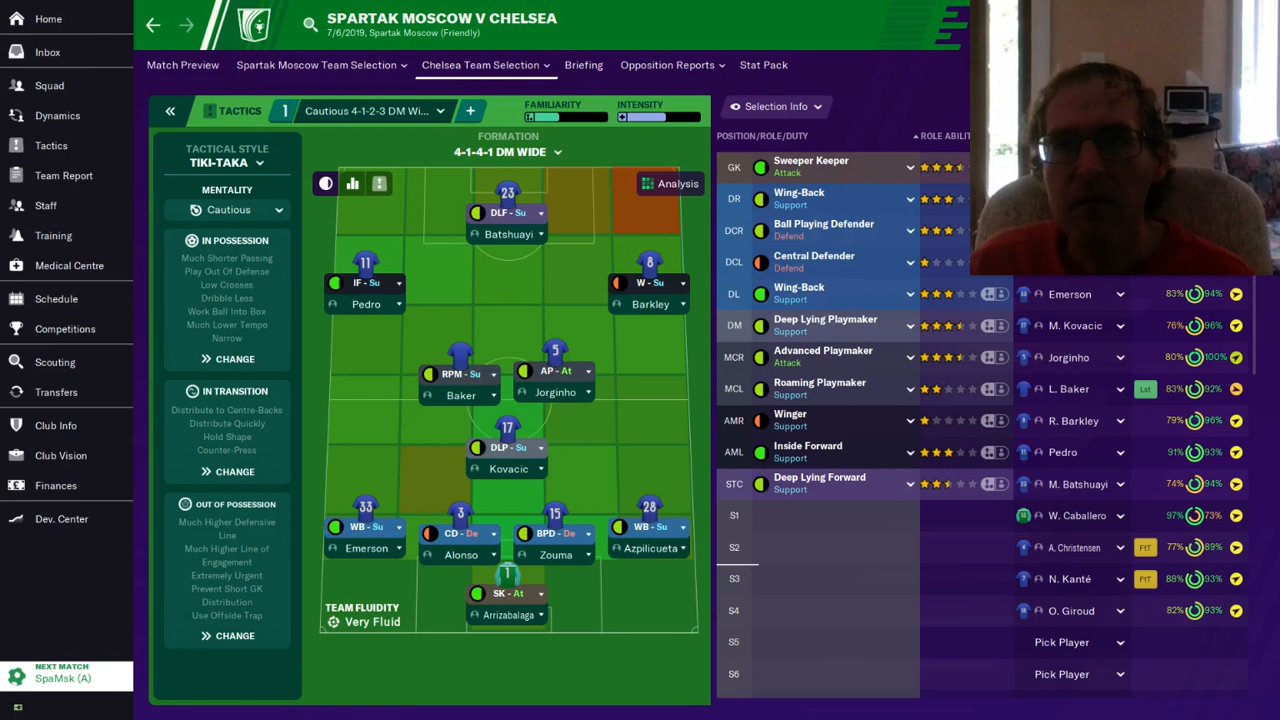 Home
Inbox
Squad
Dynamics
Tactics
Team Report
Staff
Training
Medical Centre
Schedule
Competitions
Scouting
Transfers
Club Info
Club Vision
Finances
Dev. Center
NEXT MATCH
SpaMsk (A)
SPARTAK MOSCOW V CHELSEA
7/6/2019, Spartak Moscow (Friendly)
Match Preview
Spartak Moscow Team Selection
Chelsea Team Selection
Briefing
Opposition Reports
Stat Pack
TACTICS
1
Cautious 4-1-2-3 DM Wi...
+
FAMILIARITY
INTENSITY
TACTICAL STYLE
TIKI-TAKA
MENTALITY
Cautious
IN POSSESSION
Much Shorter Passing
Play Out Of Defense
Low Crosses
Dribble Less
Work Ball Into Box
Much Lower Tempo
Narrow
CHANGE
IN TRANSITION
Distribute to Centre-Backs
Distribute Quickly
Hold Shape
Counter-Press
CHANGE
OUT OF POSSESSION
Much Higher Defensive
Line
Much Higher Line of
Engagement
Extremely Urgent
Prevent Short GK
Distribution
Use Offside Trap
CHANGE
FORMATION
4-1-4-1 DM WIDE
Analysis
23
DLF - Su
Batshuayi
11
IF - Su
Pedro
8
W - Su
Barkley
RPM - Su
Baker
5
AP - At
Jorginho
17
DLP - Su
Kovacic
33
WB - Su
Emerson
3
CD - De
Alonso
15
BPD - De
Zouma
28
WB - Su
Azpilicueta
1
SK - At
Arrizabalaga
TEAM FLUIDITY
Very Fluid
Selection Info
POSITION/ROLE/DUTY
ROLE ABILI
GK Sweeper Keeper
Attack
DR Wing-Back
Support
DCR Ball Playing Defender
Defend
DCL Central Defender
Defend
DL Wing-Back
Support
Emerson 83% 94%
DM Deep Lying Playmaker
Support
M. Kovacic 76% 96%
MCR Advanced Playmaker
Attack
Jorginho 80% 100%
MCL Roaming Playmaker
Support
Lst L. Baker 83% 92%
AMR Winger
Support
R. Barkley 79% 96%
AML Inside Forward
Support
Pedro 91% 93%
STC Deep Lying Forward
Support
M. Batshuayi 74% 94%
S1 W. Caballero 97% 73%
S2 A. Christensen FtT 77% 89%
S3 N. Kanté FtT 88% 93%
S4 O. Giroud 82% 93%
S5 Pick Player
S6 Pick Player